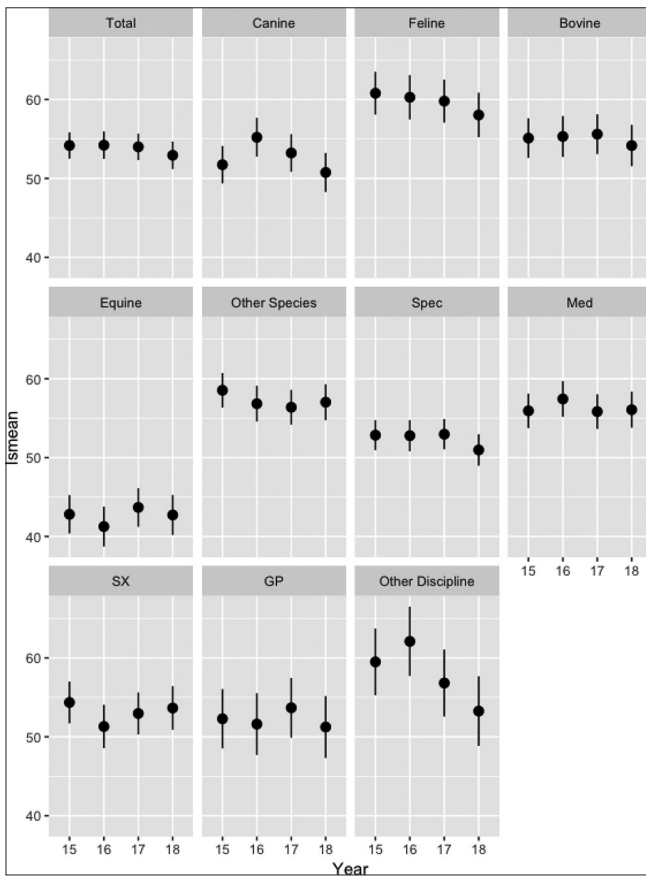 Total Canine Feline Bovine
60
50
40
Equine Other Species Spec Med
60
50
40
15 16 17 18
SX GP Other Discipline
60
50
40
15 16 17 18 15 16 17 18 15 16 17 18
Year
lsmean